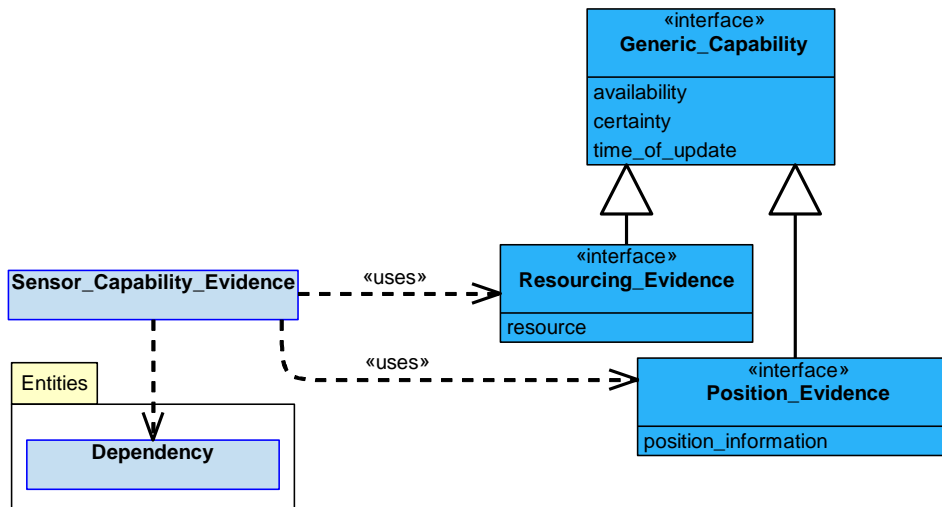 «interface»
Generic_Capability
availability
certainty
time_of_update
«interface»
Resourcing_Evidence
resource
Sensor_Capability_Evidence
«uses»
«uses»
«interface»
Position_Evidence
position_information
Entities
Dependency